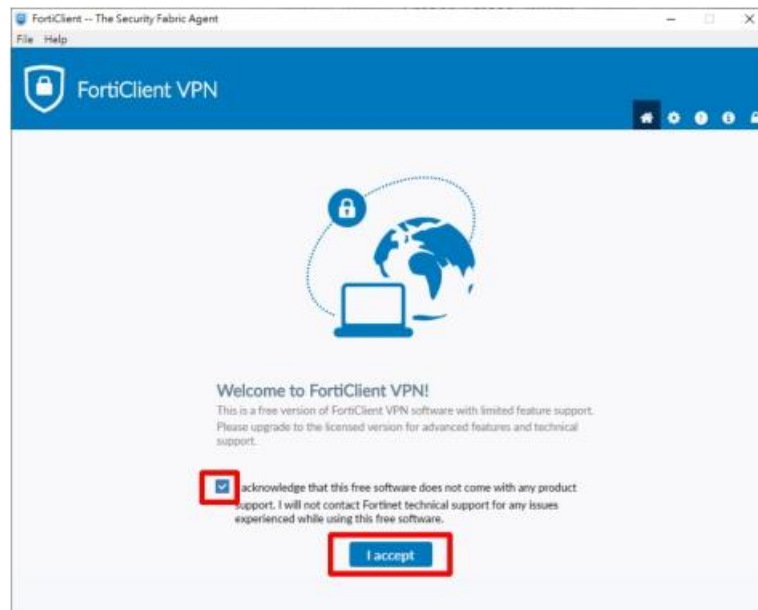 FortiClient -- The Security Fabric Agent
File Help
FortiClient VPN
Welcome to FortiClient VPN!
This is a free version of FortiClient VPN software with limited feature support.
Please upgrade to the licensed version for advanced features and technical
support.
acknowledge that this free software does not come with any product
support. I will not contact Fortinet technical support for any issues
experienced while using this free software.
I accept